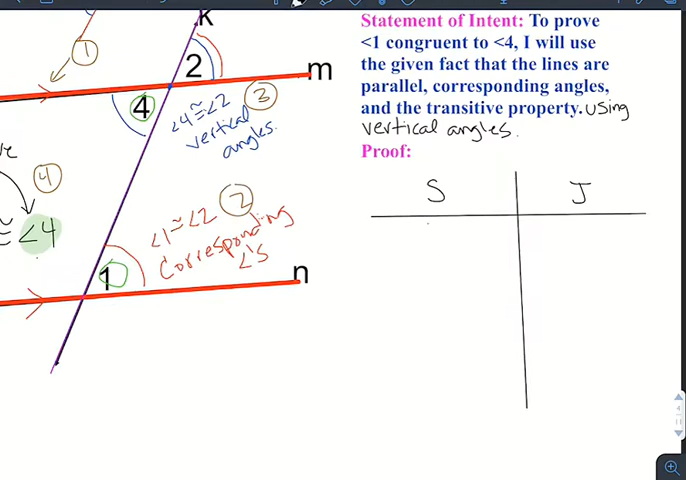 k
1
2
m
4
3
∠4≅∠2
vertical
angles.
ve
4
≅ ∠4
∠1≅∠2 2
Corresponding
∠'s
1
n
Statement of Intent: To prove
<1 congruent to <4, I will use
the given fact that the lines are
parallel, corresponding angles,
and the transitive property. using
vertical angles.
Proof:
S J